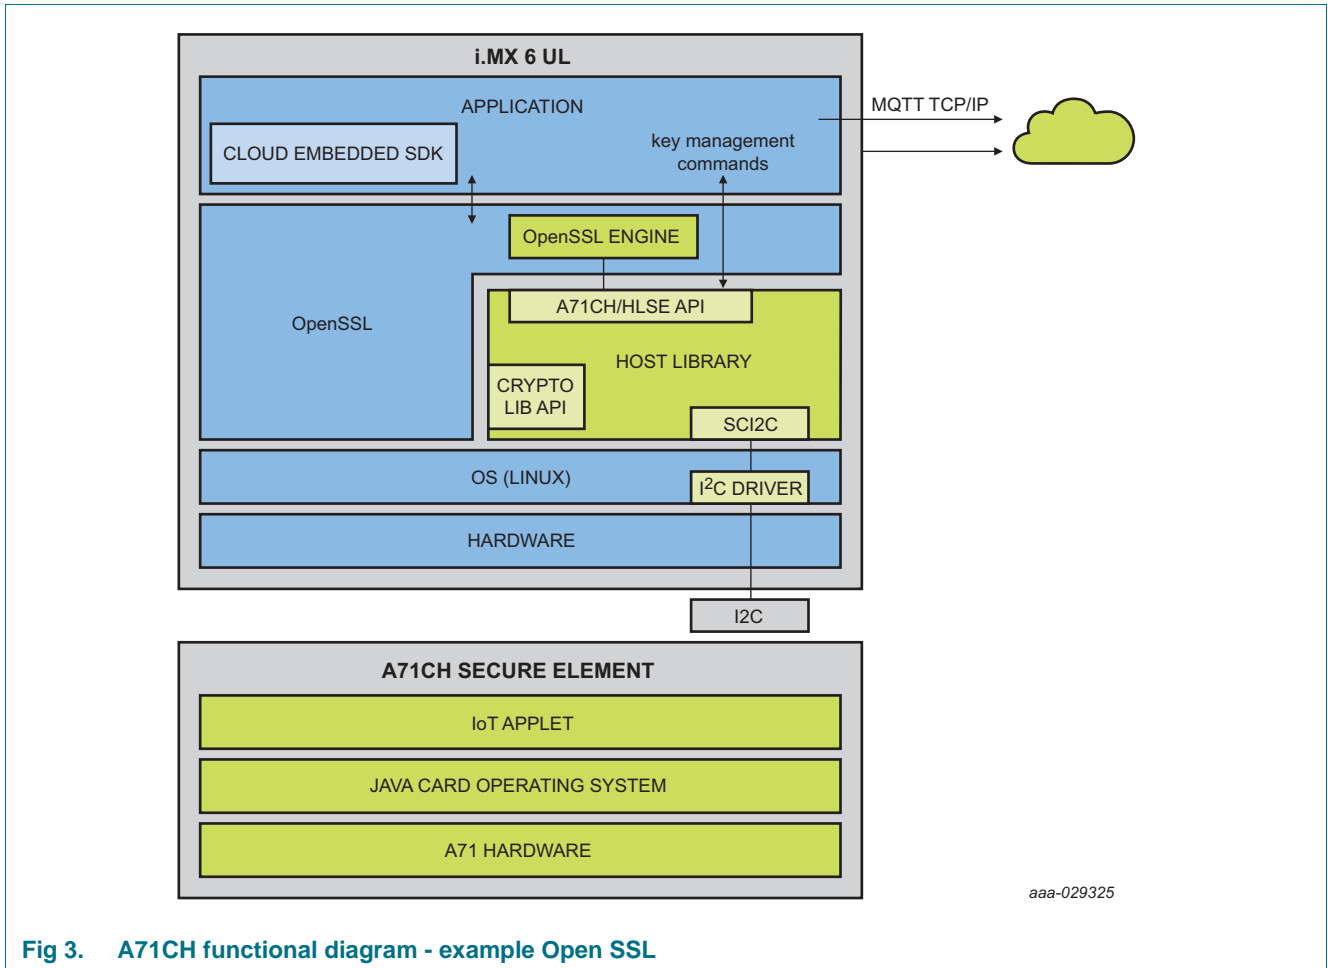 i.MX 6 UL
APPLICATION
MQTT TCP/IP
CLOUD EMBEDDED SDK
key management
commands
OpenSSL ENGINE
A71CH/HLSE API
OpenSSL
HOST LIBRARY
CRYPTO
LIB API
SCI2C
OS (LINUX)
I²C DRIVER
HARDWARE
I2C
A71CH SECURE ELEMENT
IoT APPLET
JAVA CARD OPERATING SYSTEM
A71 HARDWARE
aaa-029325
Fig 3. A71CH functional diagram - example Open SSL